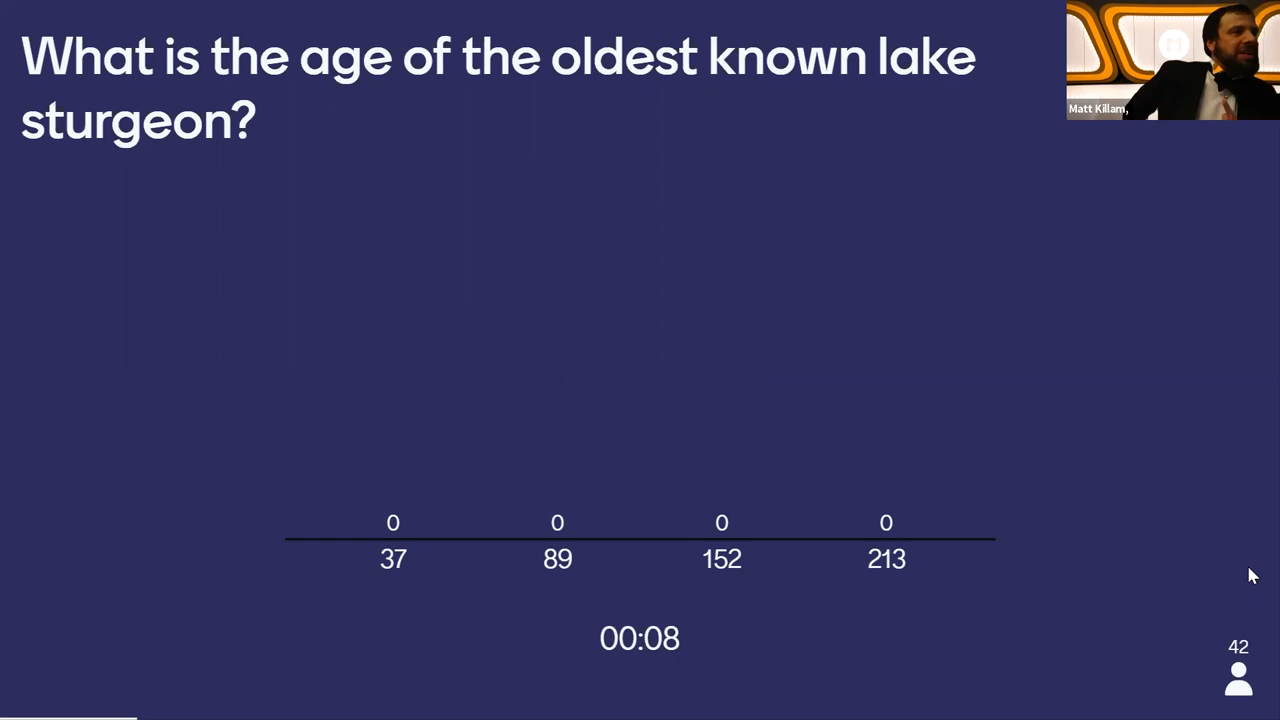 What is the age of the oldest known lake
sturgeon?
Matt Killam,
0 0 0 0
37 89 152 213
00:08
42